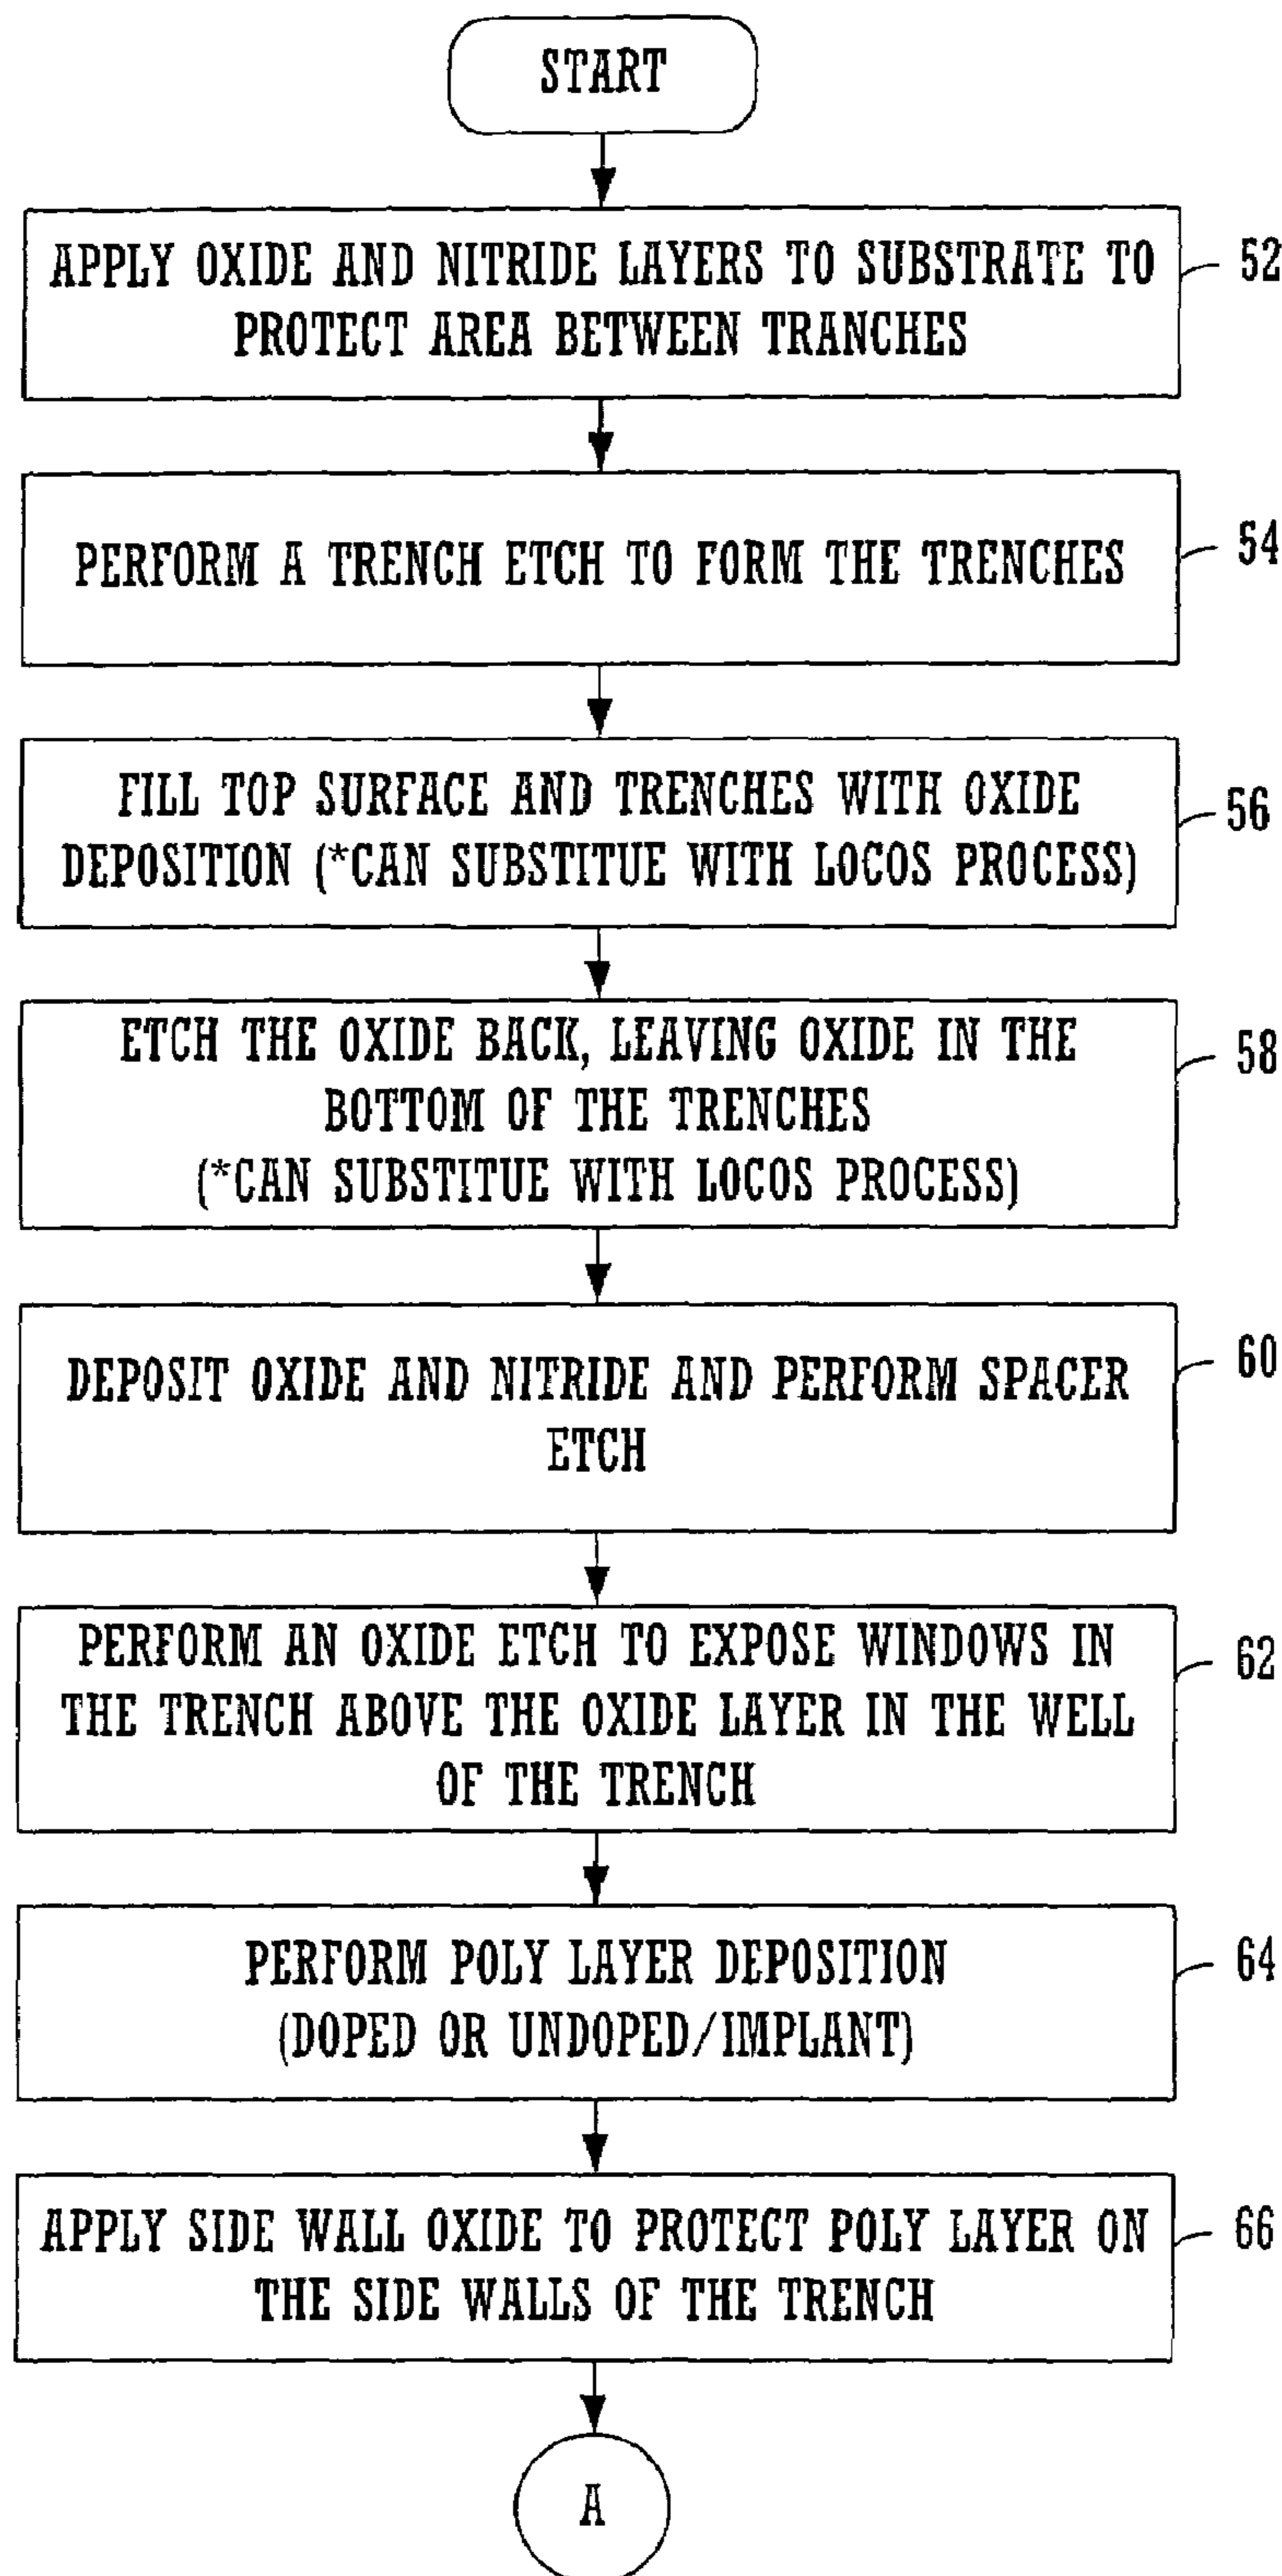 START
APPLY OXIDE AND NITRIDE LAYERS TO SUBSTRATE TO
PROTECT AREA BETWEEN TRANCHES
52
PERFORM A TRENCH ETCH TO FORM THE TRENCHES
54
FILL TOP SURFACE AND TRENCHES WITH OXIDE
DEPOSITION (*CAN SUBSTITUE WITH LOCOS PROCESS)
56
ETCH THE OXIDE BACK, LEAVING OXIDE IN THE
BOTTOM OF THE TRENCHES
(*CAN SUBSTITUE WITH LOCOS PROCESS)
58
DEPOSIT OXIDE AND NITRIDE AND PERFORM SPACER
ETCH
60
PERFORM AN OXIDE ETCH TO EXPOSE WINDOWS IN
THE TRENCH ABOVE THE OXIDE LAYER IN THE WELL
OF THE TRENCH
62
PERFORM POLY LAYER DEPOSITION
(DOPED OR UNDOPED/IMPLANT)
64
APPLY SIDE WALL OXIDE TO PROTECT POLY LAYER ON
THE SIDE WALLS OF THE TRENCH
66
A